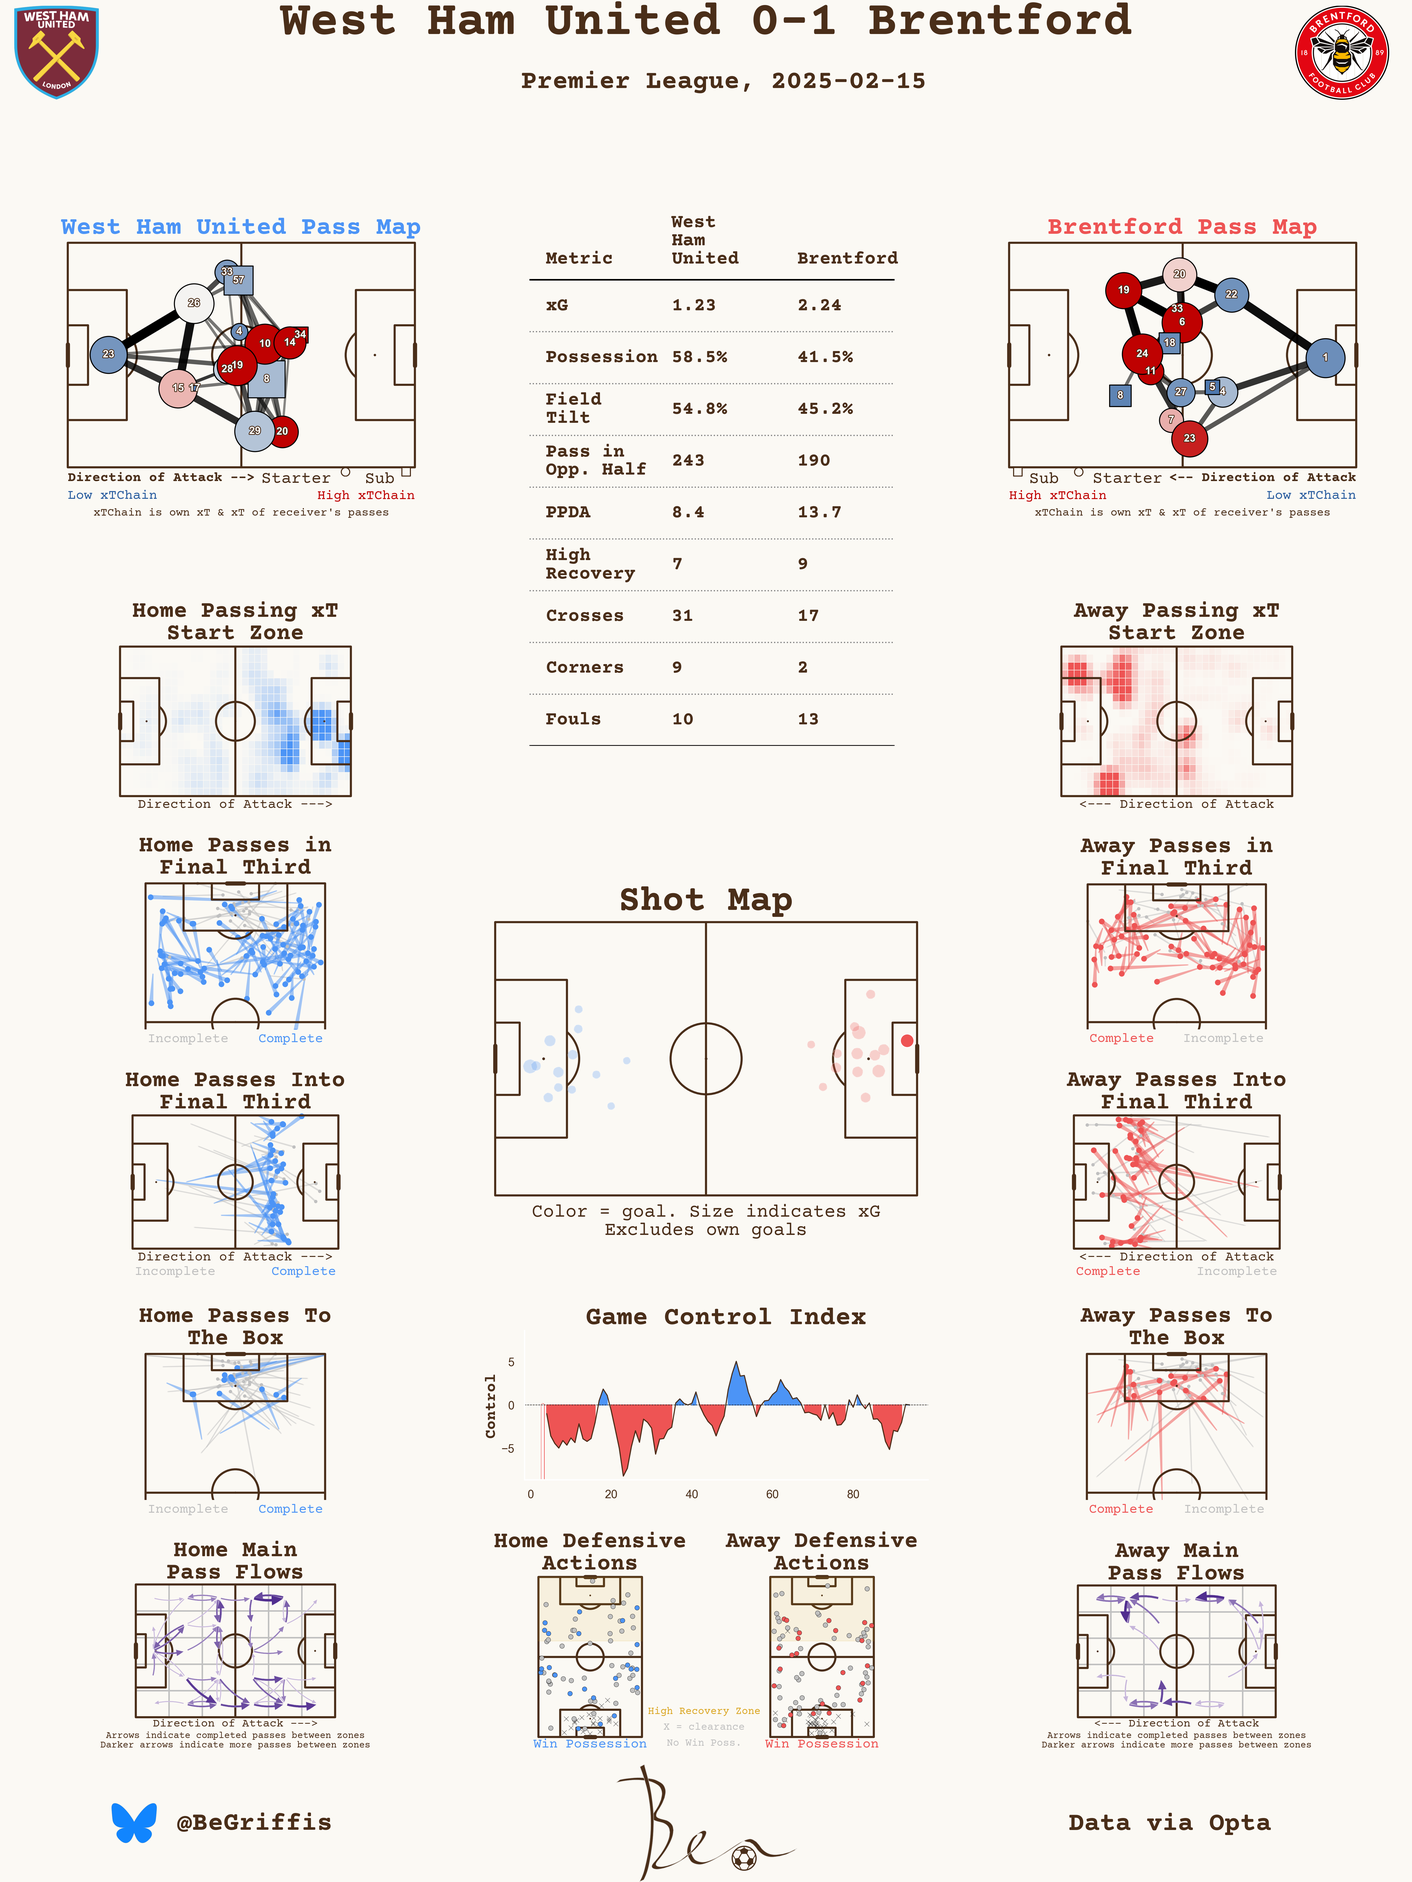 West Ham United 0-1 Brentford
Premier League, 2025-02-15
WEST HAM
UNITED
LONDON
BRENTFORD
18 89
FOOTBALL CLUB
West Ham United Pass Map
33
57
26
4
10
14
34
23
28
19
8
15
17
29
20
Direction of Attack --> Starter Sub
Low xTChain High xTChain
xTChain is own xT & xT of receiver's passes
Metric West Ham United Brentford
xG 1.23 2.24
Possession 58.5% 41.5%
Field Tilt 54.8% 45.2%
Pass in Opp. Half 243 190
PPDA 8.4 13.7
High Recovery 7 9
Crosses 31 17
Corners 9 2
Fouls 10 13
Brentford Pass Map
20
19
22
33
6
18
24
1
11
8
27
5
4
7
23
Sub Starter <-- Direction of Attack
High xTChain Low xTChain
xTChain is own xT & xT of receiver's passes
Home Passing xT
Start Zone
Direction of Attack --->
Away Passing xT
Start Zone
<--- Direction of Attack
Home Passes in
Final Third
Incomplete Complete
Away Passes in
Final Third
Complete Incomplete
Shot Map
Color = goal. Size indicates xG
Excludes own goals
Home Passes Into
Final Third
Direction of Attack --->
Incomplete Complete
Away Passes Into
Final Third
<--- Direction of Attack
Complete Incomplete
Home Passes To
The Box
Incomplete Complete
Game Control Index
Control
5
0
−5
0 20 40 60 80
Away Passes To
The Box
Complete Incomplete
Home Main
Pass Flows
Direction of Attack --->
Arrows indicate completed passes between zones
Darker arrows indicate more passes between zones
Home Defensive
Actions
Win Possession
High Recovery Zone
X = clearance
No Win Poss.
Away Defensive
Actions
Win Possession
Away Main
Pass Flows
<--- Direction of Attack
Arrows indicate completed passes between zones
Darker arrows indicate more passes between zones
@BeGriffis
Ben
Data via Opta